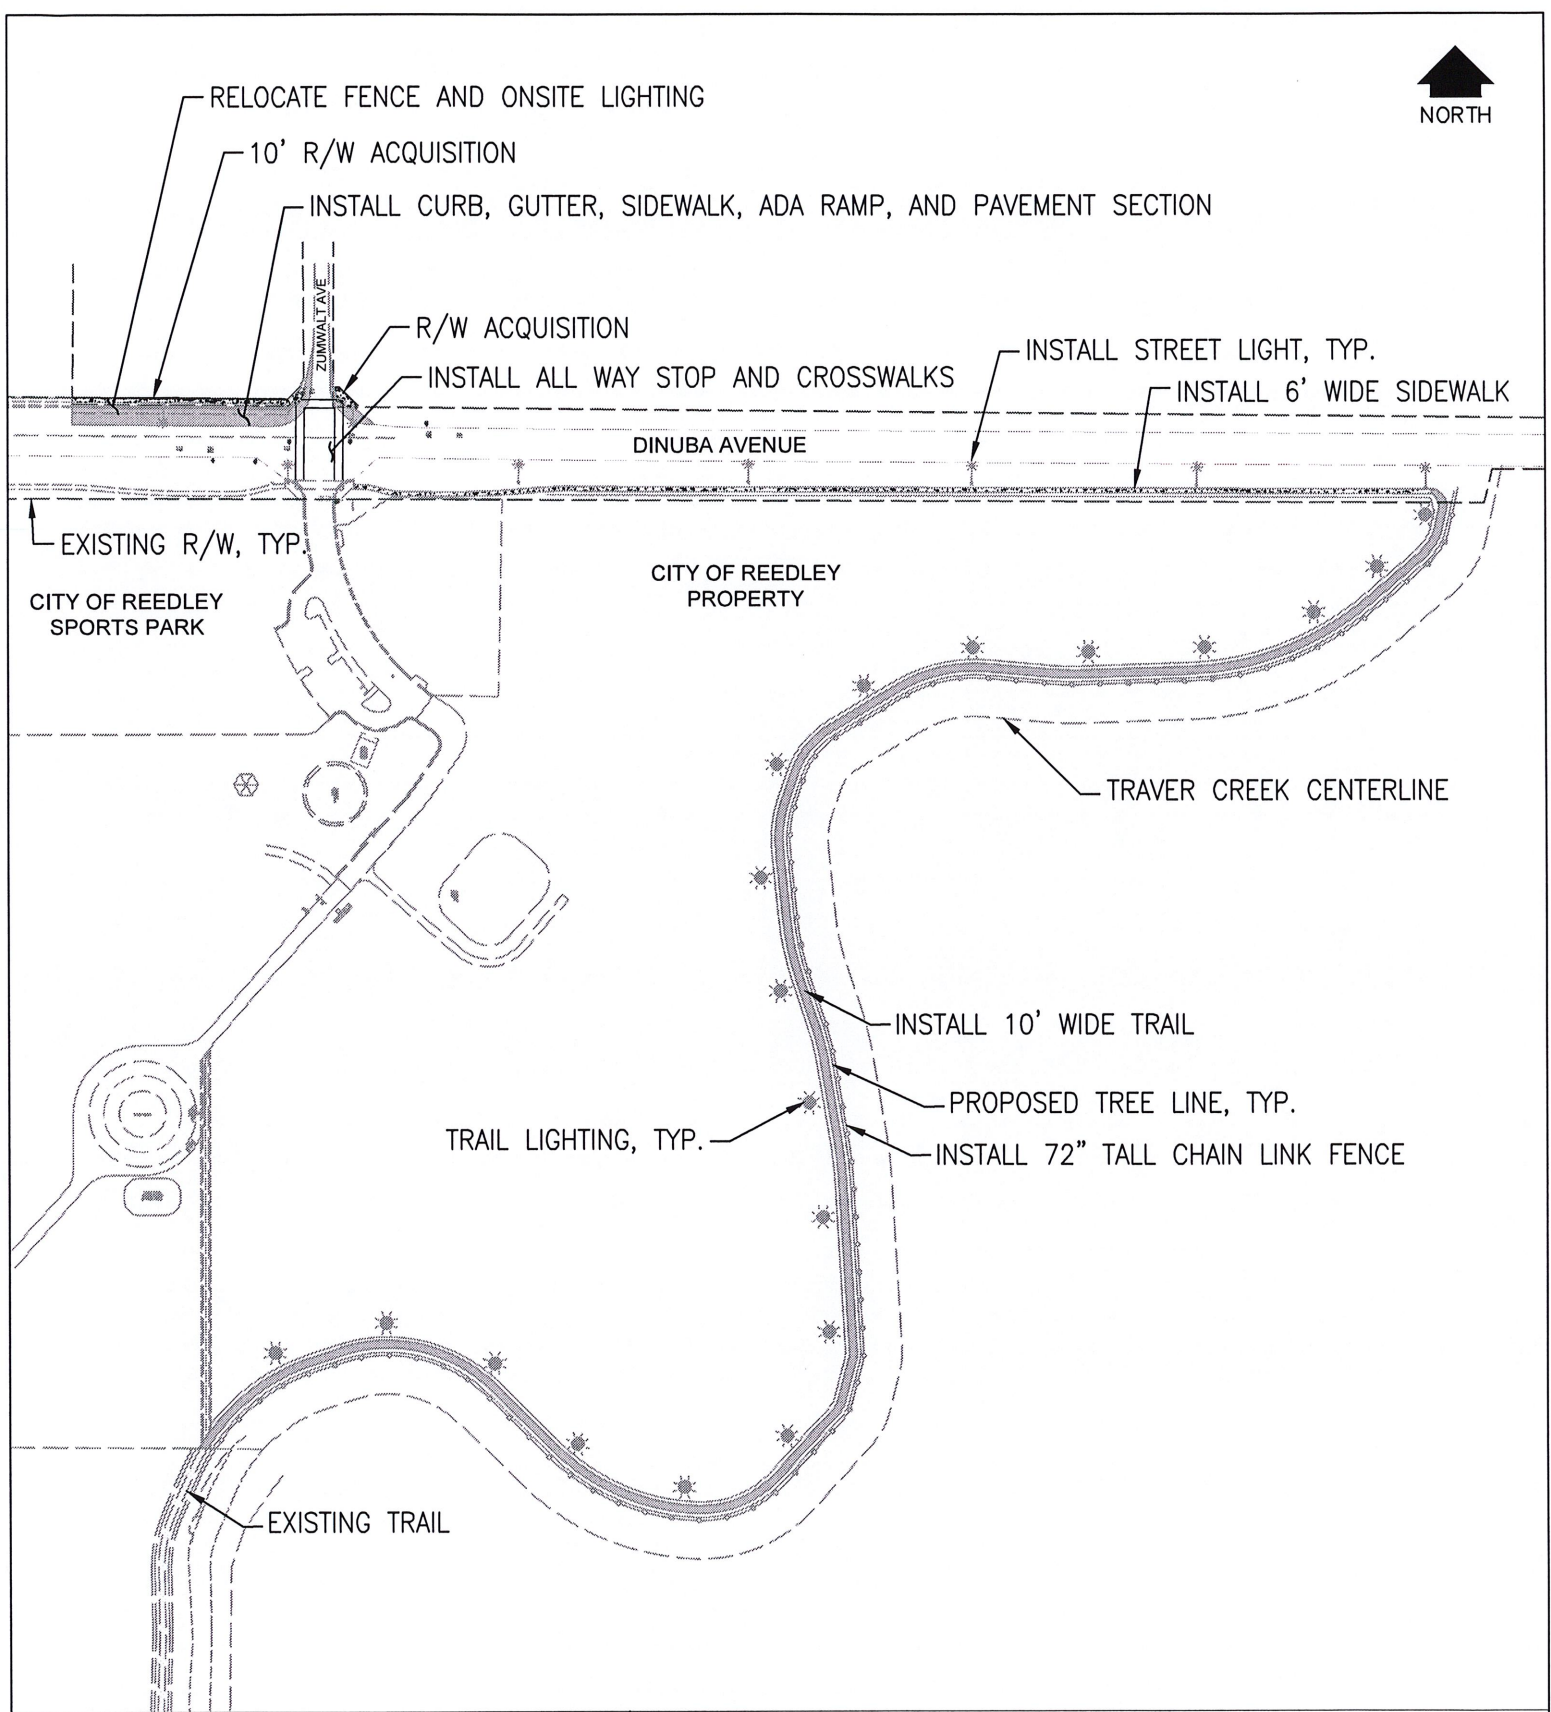 NORTH
RELOCATE FENCE AND ONSITE LIGHTING
10' R/W ACQUISITION
INSTALL CURB, GUTTER, SIDEWALK, ADA RAMP, AND PAVEMENT SECTION
ZUMWALT AVE
R/W ACQUISITION
INSTALL STREET LIGHT, TYP.
INSTALL ALL WAY STOP AND CROSSWALKS
INSTALL 6' WIDE SIDEWALK
DINUBA AVENUE
EXISTING R/W, TYP.
CITY OF REEDLEY
SPORTS PARK
CITY OF REEDLEY
PROPERTY
TRAVER CREEK CENTERLINE
INSTALL 10' WIDE TRAIL
PROPOSED TREE LINE, TYP.
TRAIL LIGHTING, TYP.
INSTALL 72" TALL CHAIN LINK FENCE
EXISTING TRAIL